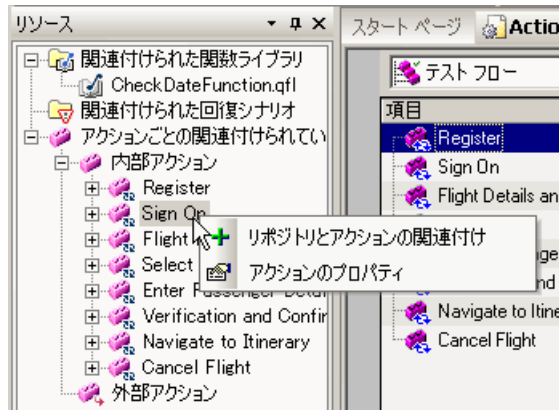 リソース
スタート ページ
Actio
関連付けられた関数ライブラリ
CheckDateFunction.qfl
関連付けられた回復シナリオ
アクションごとの関連付けられてい
内部アクション
Register
Sign On
Flight
Select
Enter Passenger Detai
Verification and Confir
Navigate to Itinerary
Cancel Flight
外部アクション
リポジトリとアクションの関連付け
アクションのプロパティ
テスト フロー
項目
Register
Sign On
Flight Details an
Navigate to Itine
Cancel Flight